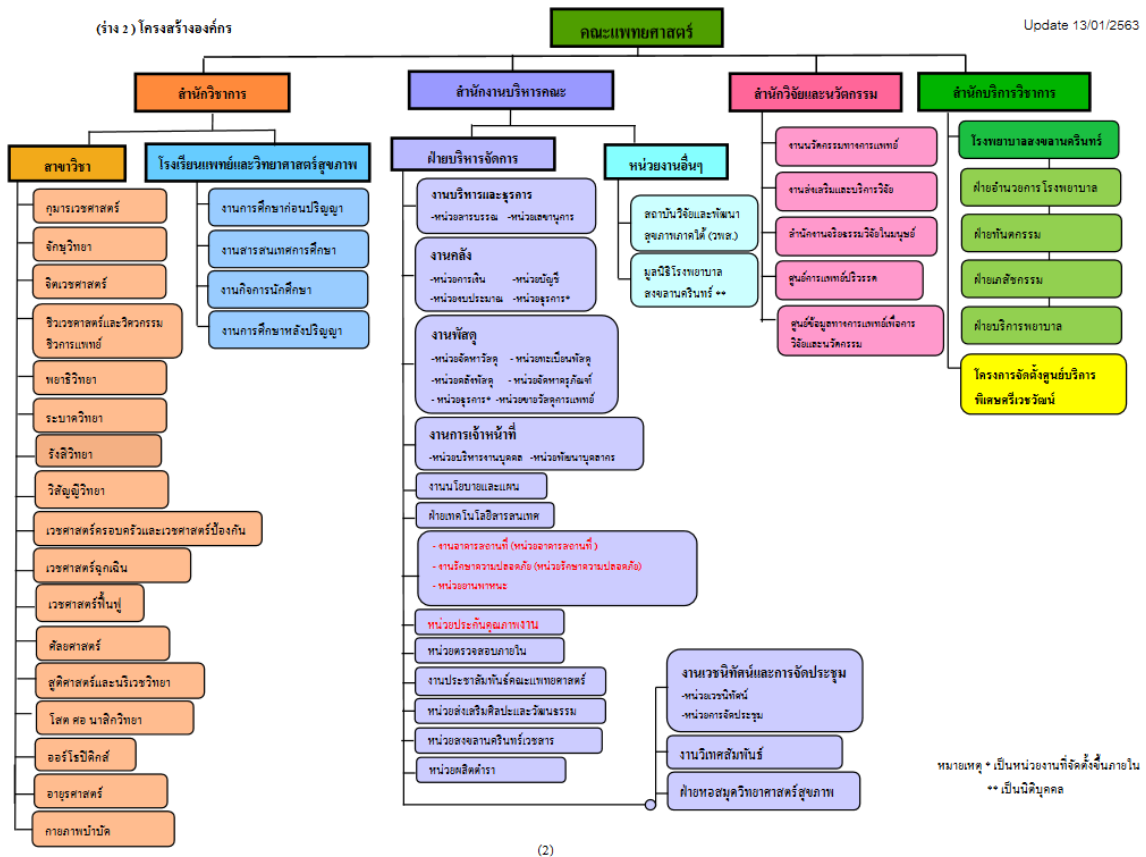 (ร่าง 2 ) โครงสร้างองค์กร
คณะแพทยศาสตร์
Update 13/01/2563
สำนักวิชาการ
สำนักงานบริหารคณะ
สำนักวิจัยและนวัตกรรม
สำนักบริการวิชาการ
สาขาวิชา
กุมารเวชศาสตร์
จักษุวิทยา
จิตเวชศาสตร์
ชีวเวชศาสตร์และวิศวกรรม
ชีวการแพทย์
พยาธิวิทยา
ระบาดวิทยา
รังสีวิทยา
วิสัญญีวิทยา
เวชศาสตร์ครอบครัวและเวชศาสตร์ป้องกัน
เวชศาสตร์ฉุกเฉิน
เวชศาสตร์ฟื้นฟู
ศัลยศาสตร์
สูติศาสตร์และนรีเวชวิทยา
โสต ศอ นาสิกวิทยา
ออร์โธปิดิกส์
อายุรศาสตร์
กายภาพบำบัด
โรงเรียนแพทย์และวิทยาศาสตร์สุขภาพ
งานการศึกษาก่อนปริญญา
งานสารสนเทศการศึกษา
งานกิจการนักศึกษา
งานการศึกษาหลังปริญญา
ฝ่ายบริหารจัดการ
งานบริหารและธุรการ
-หน่วยสารบรรณ -หน่วยเลขานุการ
งานคลัง
-หน่วยการเงิน -หน่วยบัญชี
-หน่วยงบประมาณ -หน่วยธุรการ*
งานพัสดุ
-หน่วยจัดหาวัสดุ -หน่วยทะเบียนพัสดุ
-หน่วยคลังพัสดุ -หน่วยจัดหาครุภัณฑ์
- หน่วยธุรการ* -หน่วยขายวัสดุการแพทย์
งานการเจ้าหน้าที่
-หน่วยบริหารงานบุคคล -หน่วยพัฒนาบุคลากร
งานนโยบายและแผน
ฝ่ายเทคโนโลยีสารสนเทศ
- งานอาคารสถานที่ (หน่วยอาคารสถานที่ )
- งานรักษาความปลอดภัย (หน่วยรักษาความปลอดภัย)
- หน่วยยานพาหนะ
หน่วยประกันคุณภาพงาน
หน่วยตรวจสอบภายใน
งานประชาสัมพันธ์คณะแพทยศาสตร์
หน่วยส่งเสริมศิลปะและวัฒนธรรม
หน่วยสงขลานครินทร์เวชสาร
หน่วยผลิตตำรา
งานเวชนิทัศน์และการจัดประชุม
-หน่วยเวชนิทัศน์
-หน่วยการจัดประชุม
งานวิเทศสัมพันธ์
ฝ่ายหอสมุดวิทยาศาสตร์สุขภาพ
หน่วยงานอื่นๆ
สถาบันวิจัยและพัฒนา
สุขภาพภาคใต้ (วพส.)
มูลนิธิโรงพยาบาล
สงขลานครินทร์ **
งานนวัตกรรมทางการแพทย์
งานส่งเสริมและบริการวิจัย
สำนักงานจริยธรรมวิจัยในมนุษย์
ศูนย์การแพทย์ปริวรรต
ศูนย์ข้อมูลทางการแพทย์เพื่อการ
วิจัยและนวัตกรรม
โรงพยาบาลสงขลานครินทร์
ฝ่ายอำนวยการโรงพยาบาล
ฝ่ายทันตกรรม
ฝ่ายเภสัชกรรม
ฝ่ายบริการพยาบาล
โครงการจัดตั้งศูนย์บริการ
พิเศษศรีเวชวัฒน์
หมายเหตุ * เป็นหน่วยงานที่จัดตั้งขึ้นภายใน
** เป็นนิติบุคคล
(2)